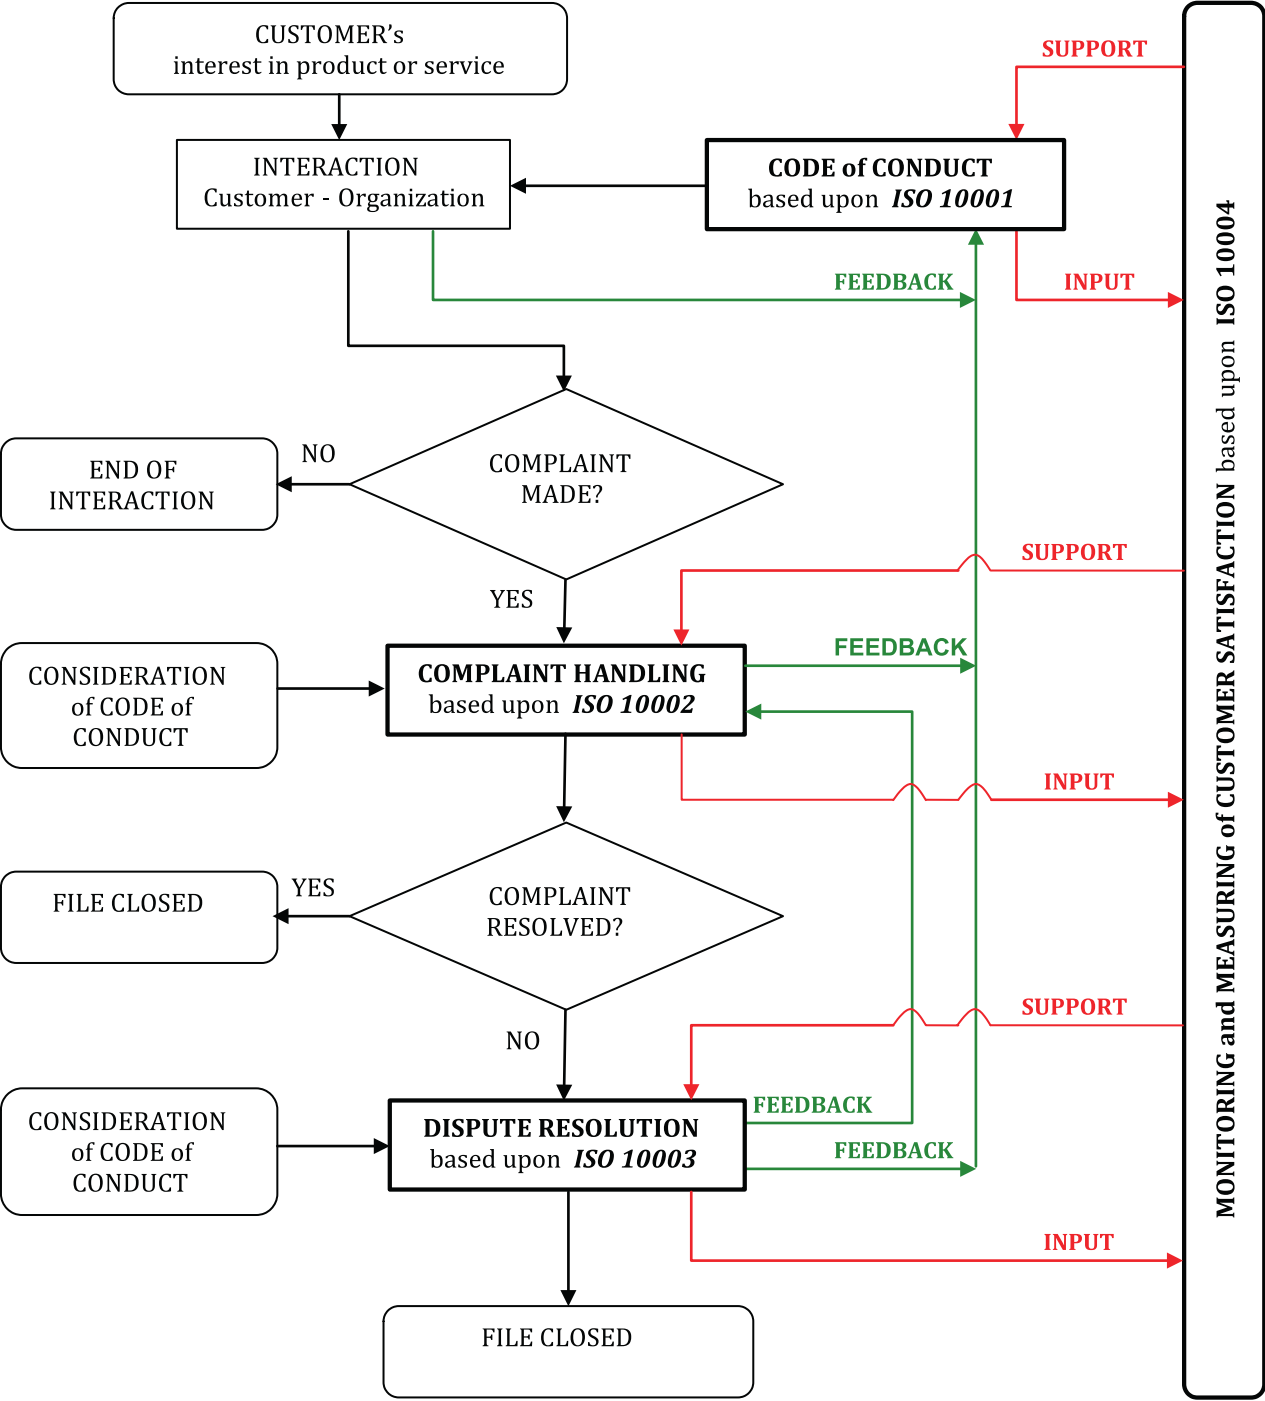 CUSTOMER's
interest in product or service
SUPPORT
INTERACTION
Customer - Organization
CODE of CONDUCT
based upon ISO 10001
FEEDBACK
INPUT
COMPLAINT
MADE?
NO
END OF
INTERACTION
SUPPORT
YES
CONSIDERATION
of CODE of
CONDUCT
COMPLAINT HANDLING
based upon ISO 10002
FEEDBACK
INPUT
COMPLAINT
RESOLVED?
YES
FILE CLOSED
SUPPORT
NO
CONSIDERATION
of CODE of
CONDUCT
DISPUTE RESOLUTION
based upon ISO 10003
FEEDBACK
FEEDBACK
INPUT
FILE CLOSED
MONITORING and MEASURING of CUSTOMER SATISFACTION based upon ISO 10004